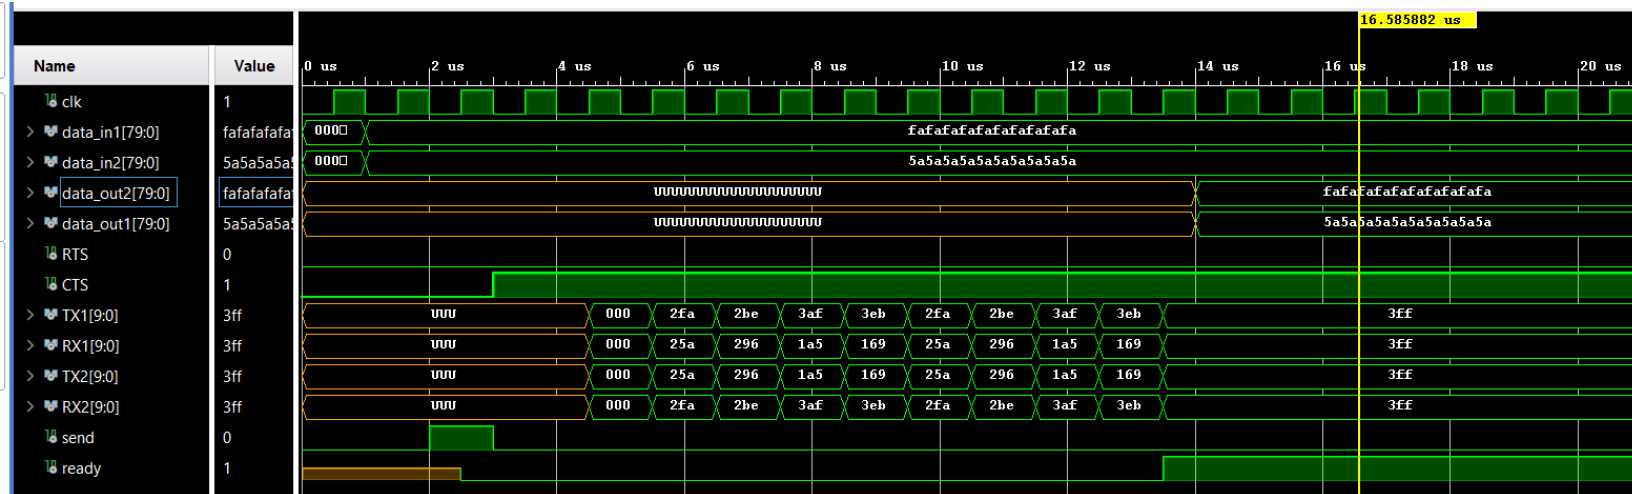 16.585882 us
Name Value 0 us 2 us 4 us 6 us 8 us 10 us 12 us 14 us 16 us 18 us 20 us
clk 1
data_in1[79:0] fafafafafa 000 fafafafafafafafafafa
data_in2[79:0] 5a5a5a5a5 000 5a5a5a5a5a5a5a5a5a5a
data_out2[79:0] fafafafafa UUUUUUUUUUUUUUUUUUUU fafafafafafafafafafa
data_out1[79:0] 5a5a5a5a5 UUUUUUUUUUUUUUUUUUUU 5a5a5a5a5a5a5a5a5a5a
RTS 0
CTS 1
TX1[9:0] 3ff UUU 000 2fa 2be 3af 3eb 2fa 2be 3af 3eb 3ff
RX1[9:0] 3ff UUU 000 25a 296 1a5 169 25a 296 1a5 169 3ff
TX2[9:0] 3ff UUU 000 25a 296 1a5 169 25a 296 1a5 169 3ff
RX2[9:0] 3ff UUU 000 2fa 2be 3af 3eb 2fa 2be 3af 3eb 3ff
send 0
ready 1